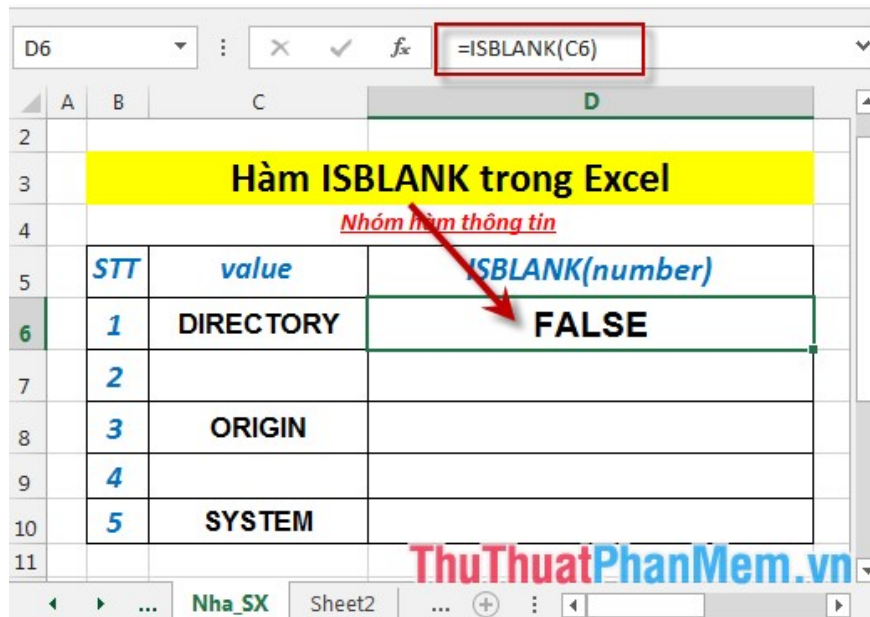 D6 fx =ISBLANK(C6)
A B C D
2
3 Hàm ISBLANK trong Excel
4 Nhóm hàm thông tin
5 STT value ISBLANK(number)
6 1 DIRECTORY FALSE
7 2
8 3 ORIGIN
9 4
10 5 SYSTEM
11 ThuThuatPhanMem.vn
... Nha_SX Sheet2 ...